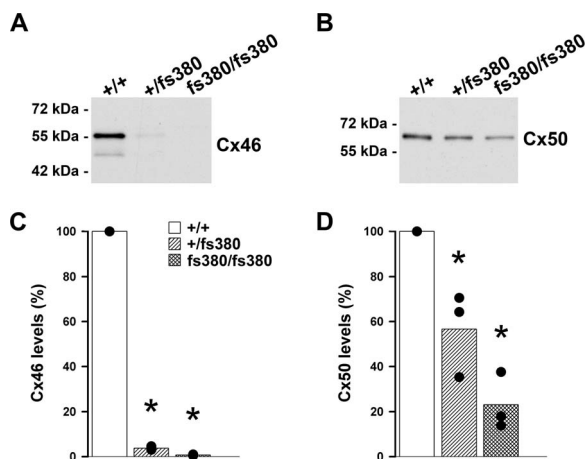 A
+/+ +/fs380 fs380/fs380
72 kDa -
55 kDa -
42 kDa -
Cx46
B
+/+ +/fs380 fs380/fs380
72 kDa -
55 kDa -
Cx50
C
Cx46 levels (%)
100
80
60
40
20
0
+/+
+/fs380
fs380/fs380
*
*
D
Cx50 levels (%)
100
80
60
40
20
0
*
*